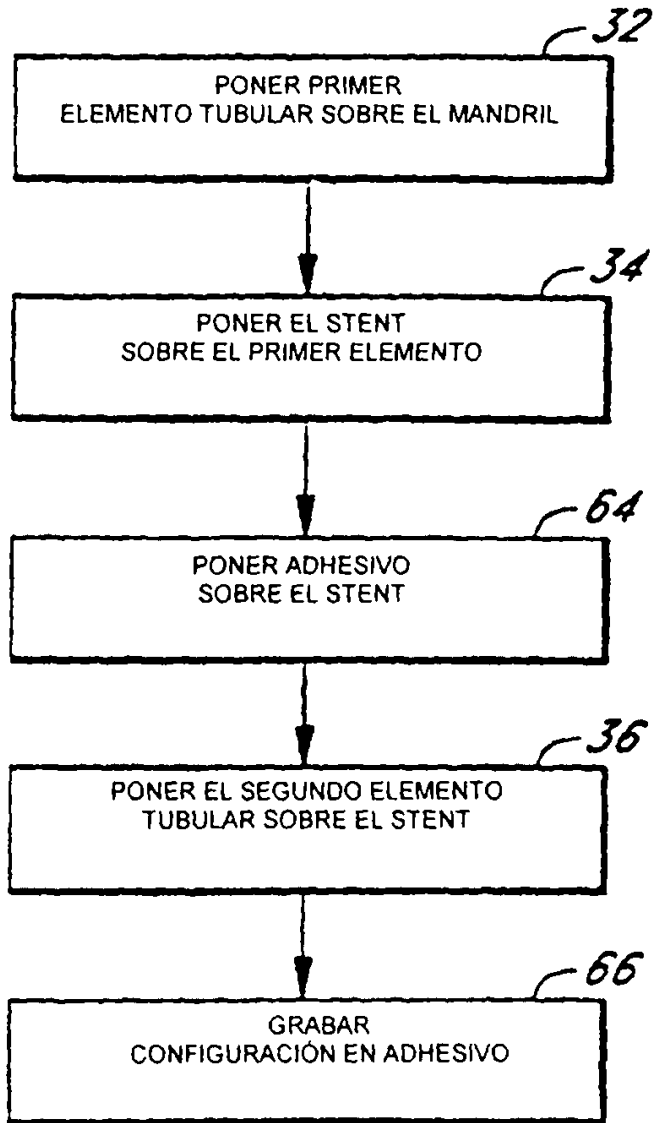 32
PONER PRIMER
ELEMENTO TUBULAR SOBRE EL MANDRIL
34
PONER EL STENT
SOBRE EL PRIMER ELEMENTO
64
PONER ADHESIVO
SOBRE EL STENT
36
PONER EL SEGUNDO ELEMENTO
TUBULAR SOBRE EL STENT
66
GRABAR
CONFIGURACIÓN EN ADHESIVO